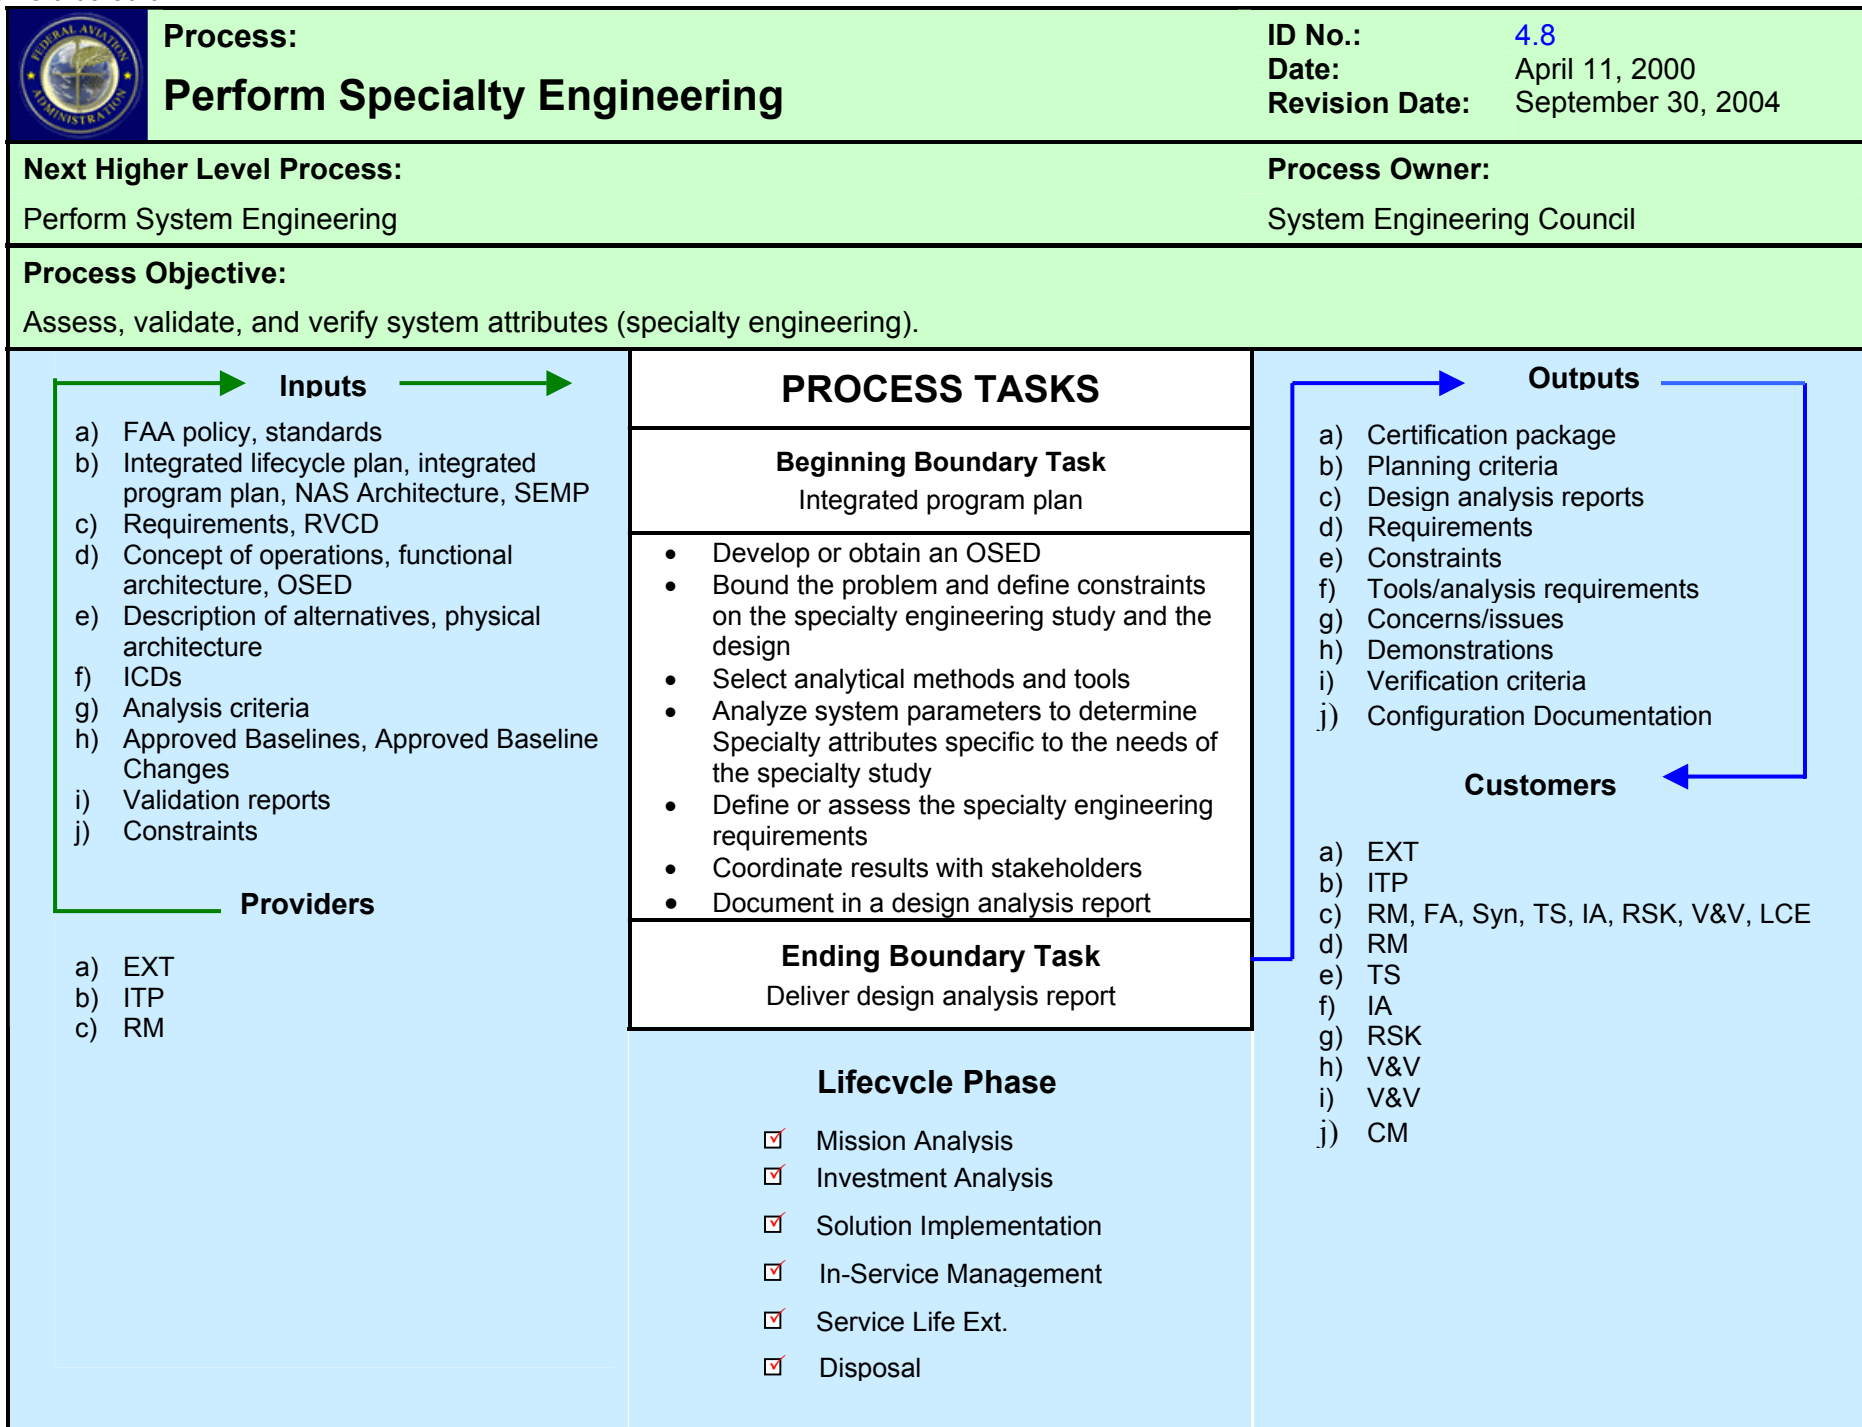 FEDERAL AVIATION
ADMINISTRATION
Process:
Perform Specialty Engineering
ID No.: 4.8
Date: April 11, 2000
Revision Date: September 30, 2004
Next Higher Level Process:
Perform System Engineering
Process Owner:
System Engineering Council
Process Objective:
Assess, validate, and verify system attributes (specialty engineering).
Inputs
a) FAA policy, standards
b) Integrated lifecycle plan, integrated
program plan, NAS Architecture, SEMP
c) Requirements, RVCD
d) Concept of operations, functional
architecture, OSED
e) Description of alternatives, physical
architecture
f) ICDs
g) Analysis criteria
h) Approved Baselines, Approved Baseline
Changes
i) Validation reports
j) Constraints
Providers
a) EXT
b) ITP
c) RM
PROCESS TASKS
Beginning Boundary Task
Integrated program plan
• Develop or obtain an OSED
• Bound the problem and define constraints
on the specialty engineering study and the
design
• Select analytical methods and tools
• Analyze system parameters to determine
Specialty attributes specific to the needs of
the specialty study
• Define or assess the specialty engineering
requirements
• Coordinate results with stakeholders
• Document in a design analysis report
Ending Boundary Task
Deliver design analysis report
Lifecycle Phase
Mission Analysis
Investment Analysis
Solution Implementation
In-Service Management
Service Life Ext.
Disposal
Outputs
a) Certification package
b) Planning criteria
c) Design analysis reports
d) Requirements
e) Constraints
f) Tools/analysis requirements
g) Concerns/issues
h) Demonstrations
i) Verification criteria
j) Configuration Documentation
Customers
a) EXT
b) ITP
c) RM, FA, Syn, TS, IA, RSK, V&V, LCE
d) RM
e) TS
f) IA
g) RSK
h) V&V
i) V&V
j) CM